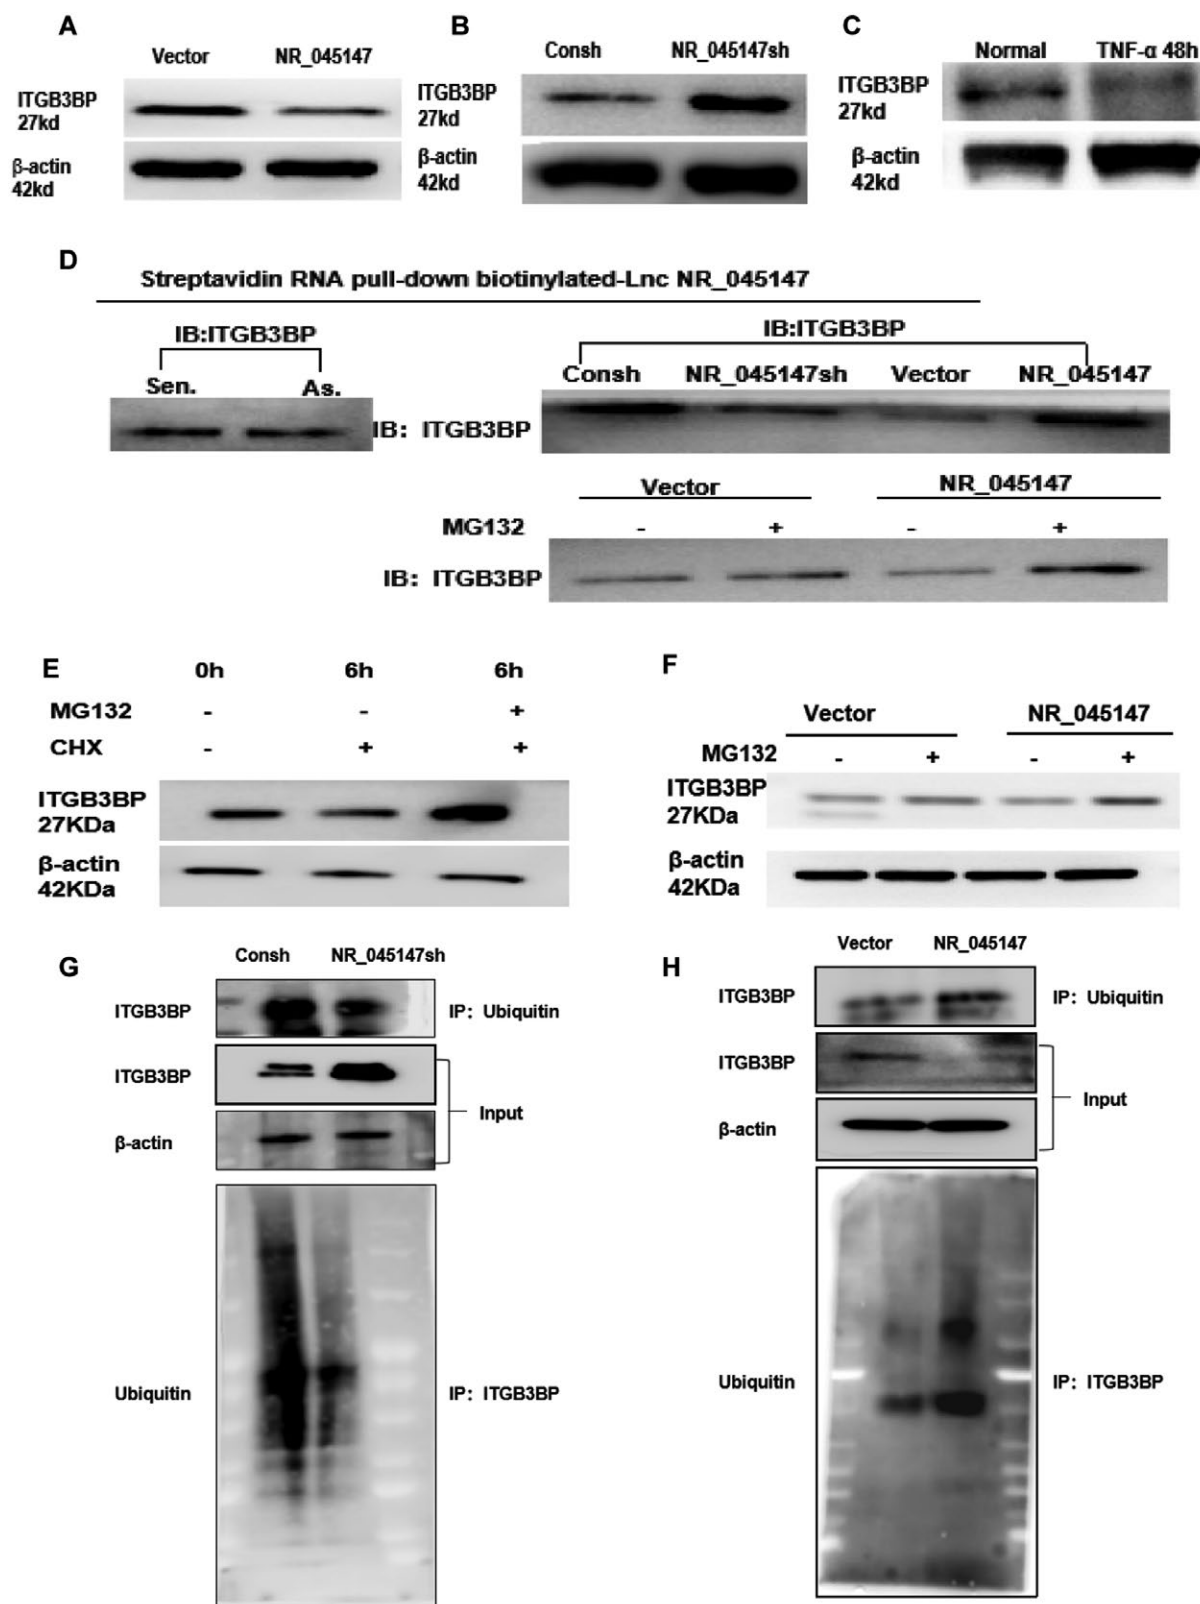 A
Vector NR_045147
ITGB3BP
27kd
β-actin
42kd
B
Consh NR_045147sh
ITGB3BP
27kd
β-actin
42kd
C
Normal TNF-α 48h
ITGB3BP
27kd
β-actin
42kd
D
Streptavidin RNA pull-down biotinylated-Lnc NR_045147
IB:ITGB3BP
Sen. As.
IB:ITGB3BP
Consh NR_045147sh Vector NR_045147
IB: ITGB3BP
Vector NR_045147
MG132 - + - +
IB: ITGB3BP
E
0h 6h 6h
MG132 - - +
CHX - + +
ITGB3BP
27KDa
β-actin
42KDa
F
Vector NR_045147
MG132 - + - +
ITGB3BP
27KDa
β-actin
42KDa
G
Consh NR_045147sh
ITGB3BP IP: Ubiquitin
ITGB3BP
Input
β-actin
Ubiquitin IP: ITGB3BP
H
Vector NR_045147
ITGB3BP IP: Ubiquitin
ITGB3BP
Input
β-actin
Ubiquitin IP: ITGB3BP